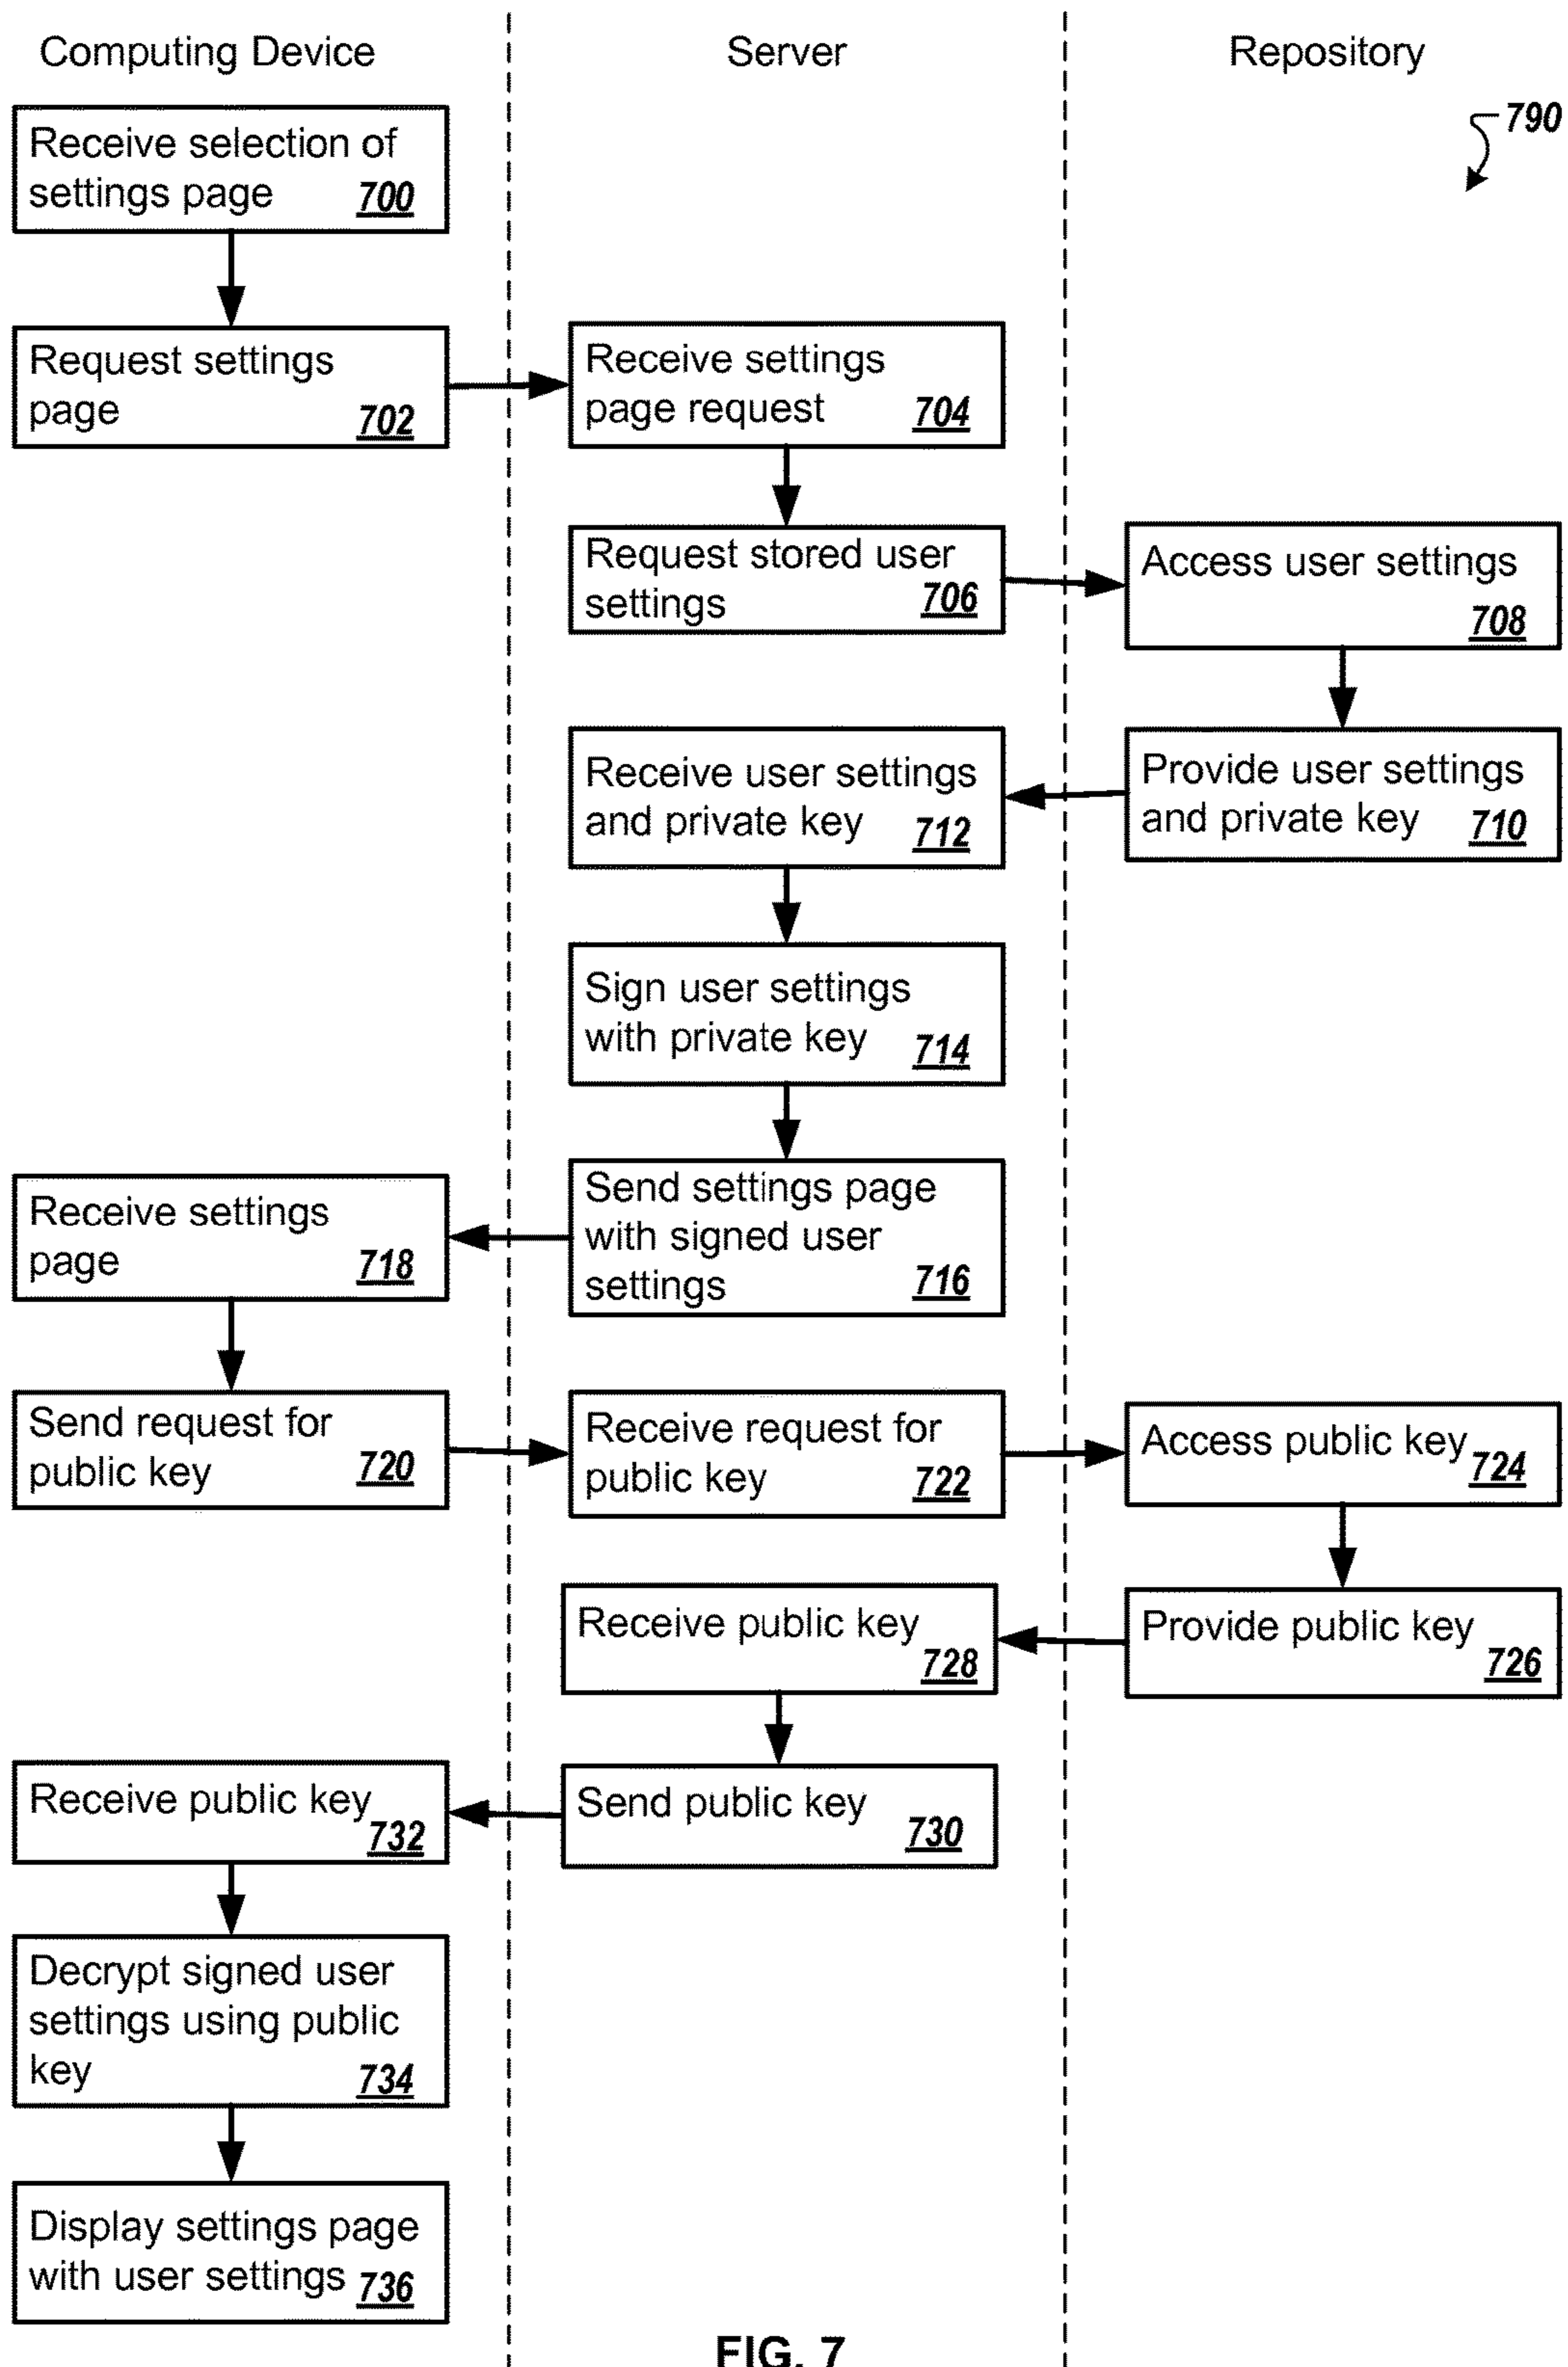 Computing Device
Server
Repository
790
Receive selection of
settings page 700
Request settings
page 702
Receive settings
page request 704
Request stored user
settings 706
Access user settings
708
Provide user settings
and private key 710
Receive user settings
and private key 712
Sign user settings
with private key 714
Send settings page
with signed user
settings 716
Receive settings
page 718
Send request for
public key 720
Receive request for
public key 722
Access public key 724
Provide public key
726
Receive public key
728
Send public key 730
Receive public key
732
Decrypt signed user
settings using public
key 734
Display settings page
with user settings 736
FIG. 7